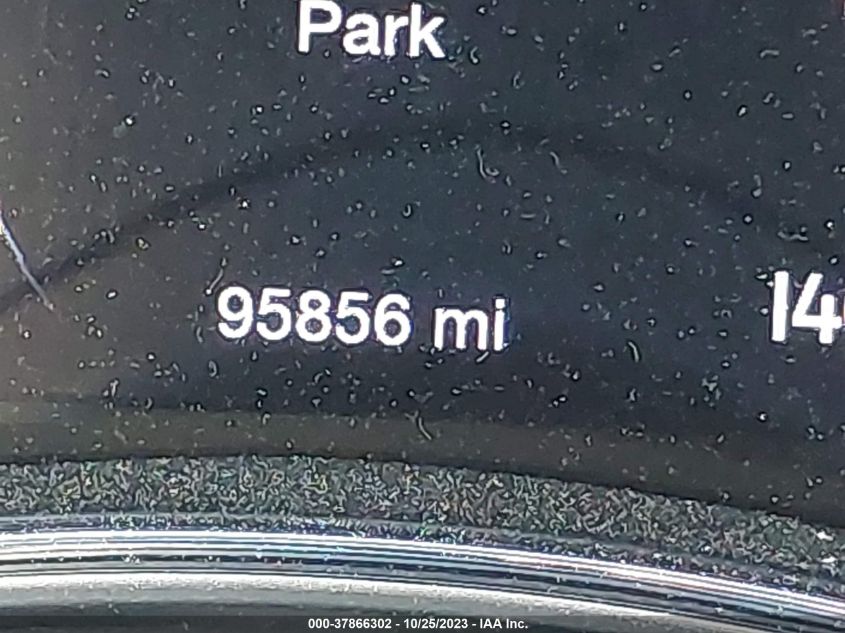 Park
95856 mi
000-37866302 - 10/25/2023 - IAA Inc.